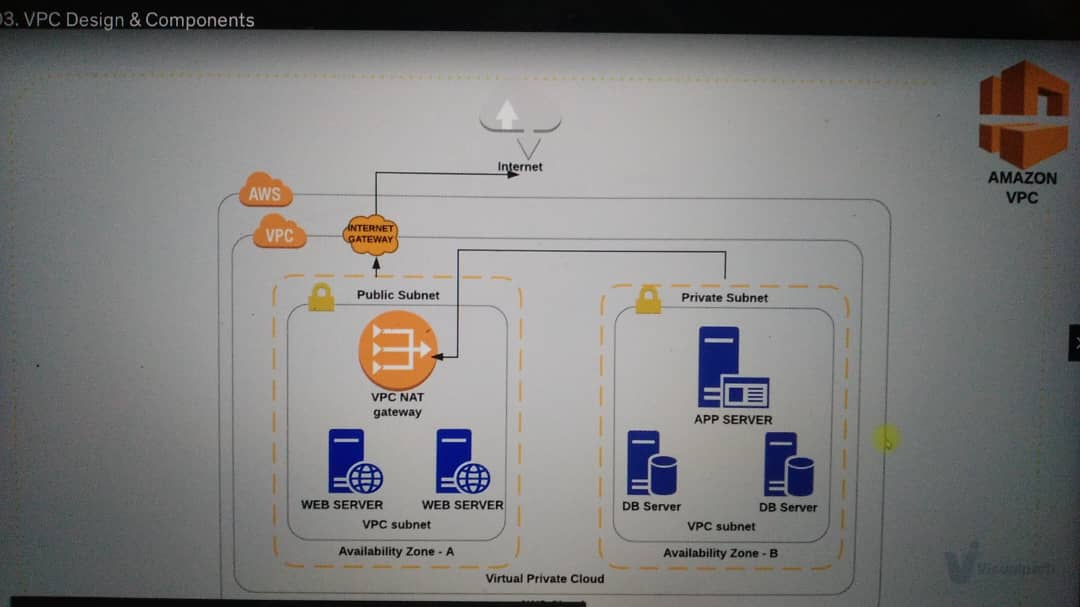 03. VPC Design & Components
AMAZON
VPC
Internet
AWS
VPC
INTERNET
GATEWAY
Public Subnet
Private Subnet
VPC NAT
gateway
APP SERVER
WEB SERVER
WEB SERVER
DB Server
DB Server
VPC subnet
VPC subnet
Availability Zone - A
Availability Zone - B
Virtual Private Cloud
Visualpath